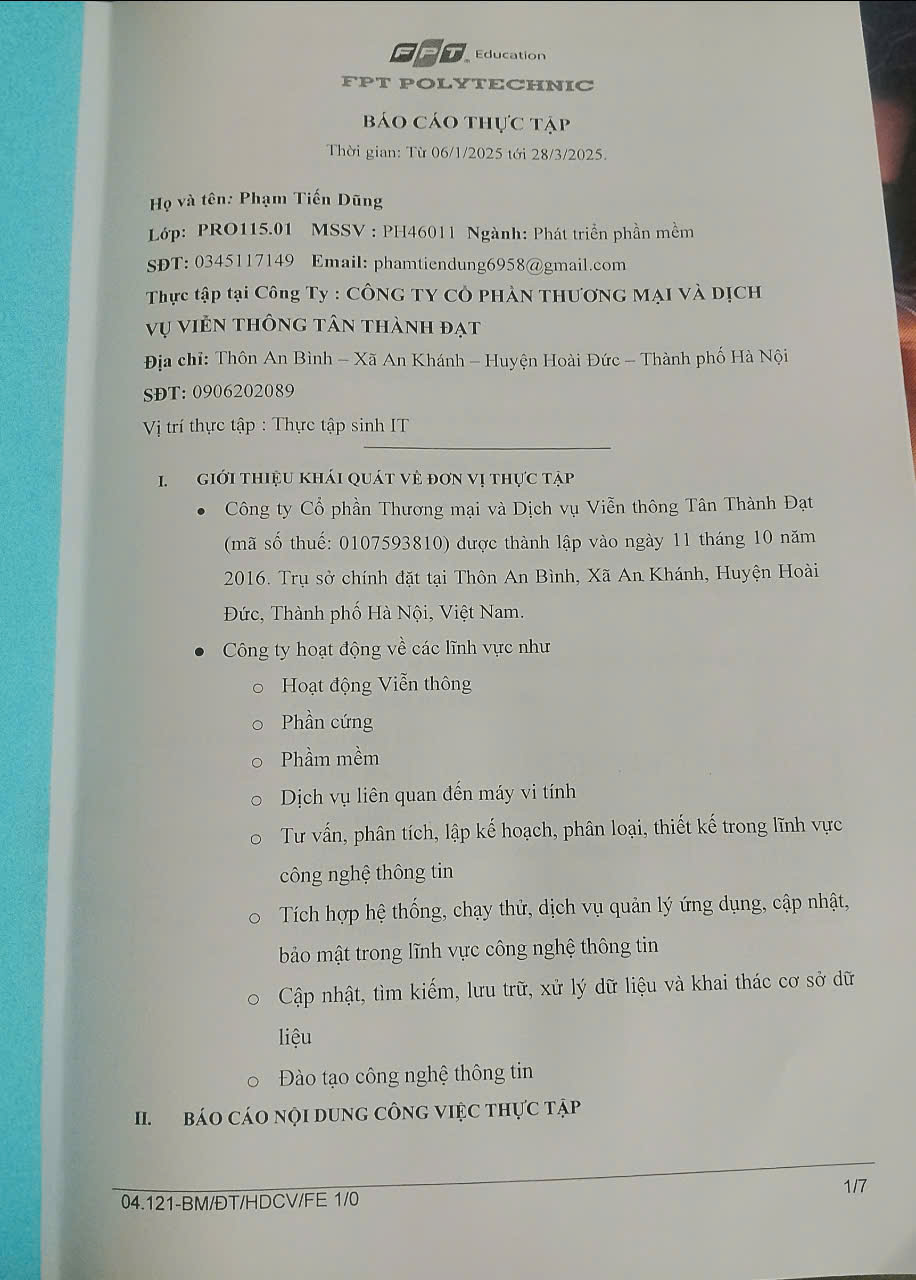 FPT Education
FPT POLYTECHNIC
BÁO CÁO THỰC TẬP
Thời gian: Từ 06/1/2025 tới 28/3/2025.
Họ và tên: Phạm Tiến Dũng
Lớp: PRO115.01 MSSV : PH46011 Ngành: Phát triển phần mềm
SĐT: 0345117149 Email: phamtiendung6958@gmail.com
Thực tập tại Công Ty : CÔNG TY CỔ PHẦN THƯƠNG MẠI VÀ DỊCH
VỤ VIỄN THÔNG TÂN THÀNH ĐẠT
Địa chỉ: Thôn An Bình – Xã An Khánh – Huyện Hoài Đức – Thành phố Hà Nội
SĐT: 0906202089
Vị trí thực tập : Thực tập sinh IT
I. GIỚI THIỆU KHÁI QUÁT VỀ ĐƠN VỊ THỰC TẬP
• Công ty Cổ phần Thương mại và Dịch vụ Viễn thông Tân Thành Đạt
(mã số thuế: 0107593810) được thành lập vào ngày 11 tháng 10 năm
2016. Trụ sở chính đặt tại Thôn An Bình, Xã An Khánh, Huyện Hoài
Đức, Thành phố Hà Nội, Việt Nam.
• Công ty hoạt động về các lĩnh vực như
○ Hoạt động Viễn thông
○ Phần cứng
○ Phầm mềm
○ Dịch vụ liên quan đến máy vi tính
○ Tư vấn, phân tích, lập kế hoạch, phân loại, thiết kế trong lĩnh vực
công nghệ thông tin
○ Tích hợp hệ thống, chạy thử, dịch vụ quản lý ứng dụng, cập nhật,
bảo mật trong lĩnh vực công nghệ thông tin
○ Cập nhật, tìm kiếm, lưu trữ, xử lý dữ liệu và khai thác cơ sở dữ
liệu
○ Đào tạo công nghệ thông tin
II. BÁO CÁO NỘI DUNG CÔNG VIỆC THỰC TẬP
04.121-BM/ĐT/HDCV/FE 1/0
1/7